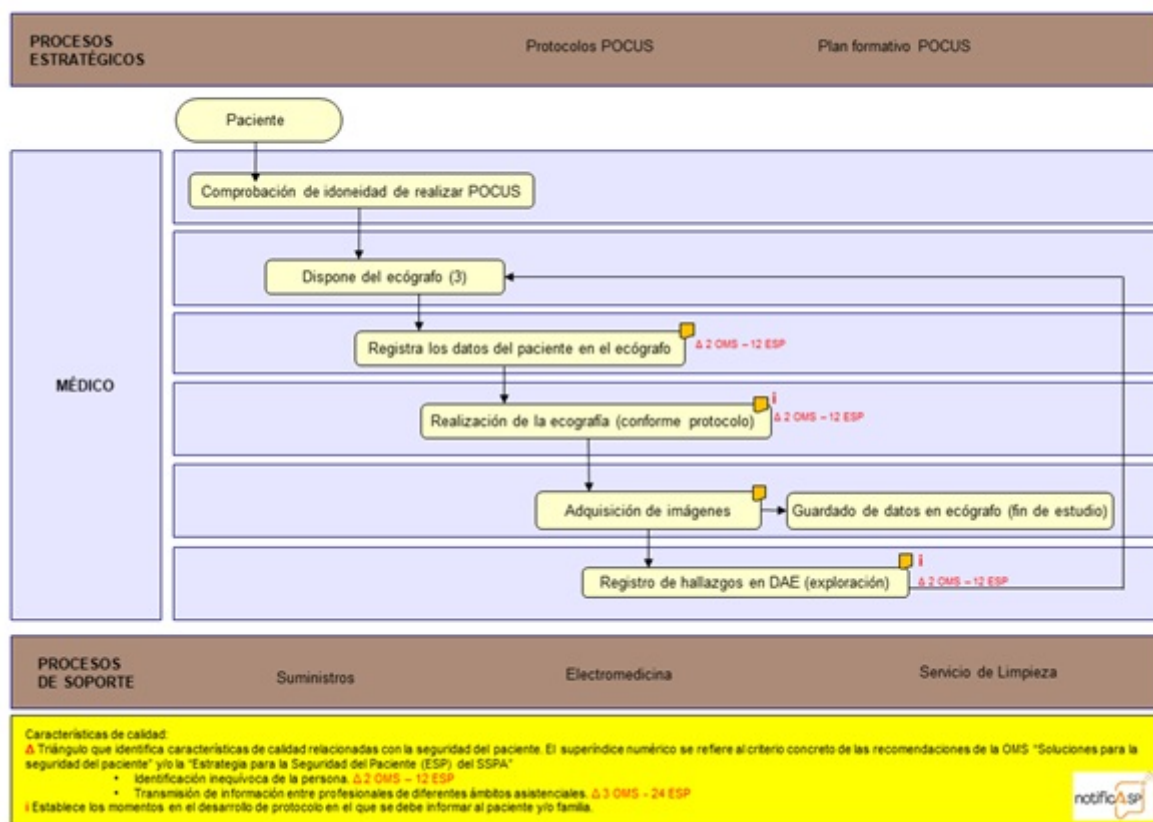 PROCESOS
ESTRATÉGICOS
Protocolos POCUS
Plan formativo POCUS
Paciente
MÉDICO
Comprobación de idoneidad de realizar POCUS
Dispone del ecógrafo (3)
Registra los datos del paciente en el ecógrafo
Δ 2 OMS – 12 ESP
Realización de la ecografía (conforme protocolo)
i
Δ 2 OMS – 12 ESP
Adquisición de imágenes
Guardado de datos en ecógrafo (fin de estudio)
Registro de hallazgos en DAE (exploración)
i
Δ 2 OMS – 12 ESP
PROCESOS
DE SOPORTE
Suministros
Electromedicina
Servicio de Limpieza
Características de calidad:
Δ Triángulo que identifica características de calidad relacionadas con la seguridad del paciente. El superíndice numérico se refiere al criterio concreto de las recomendaciones de la OMS "Soluciones para la
seguridad del paciente" y/o la "Estrategia para la Seguridad del Paciente (ESP) del SSPA"
• Identificación inequívoca de la persona. Δ 2 OMS – 12 ESP
• Transmisión de información entre profesionales de diferentes ámbitos asistenciales. Δ 3 OMS - 24 ESP
i Establece los momentos en el desarrollo de protocolo en el que se debe informar al paciente y/o familia.
notificASP